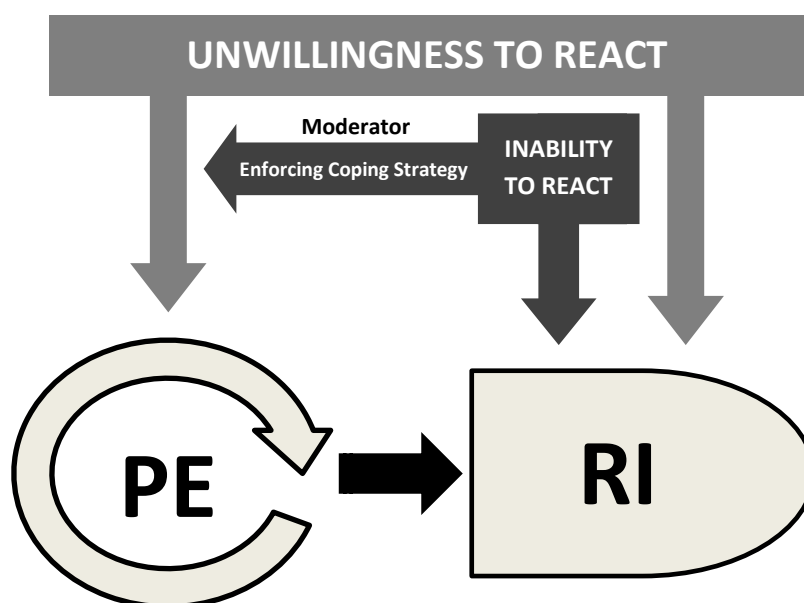 UNWILLINGNESS TO REACT
Moderator
Enforcing Coping Strategy
INABILITY
TO REACT
PE
RI